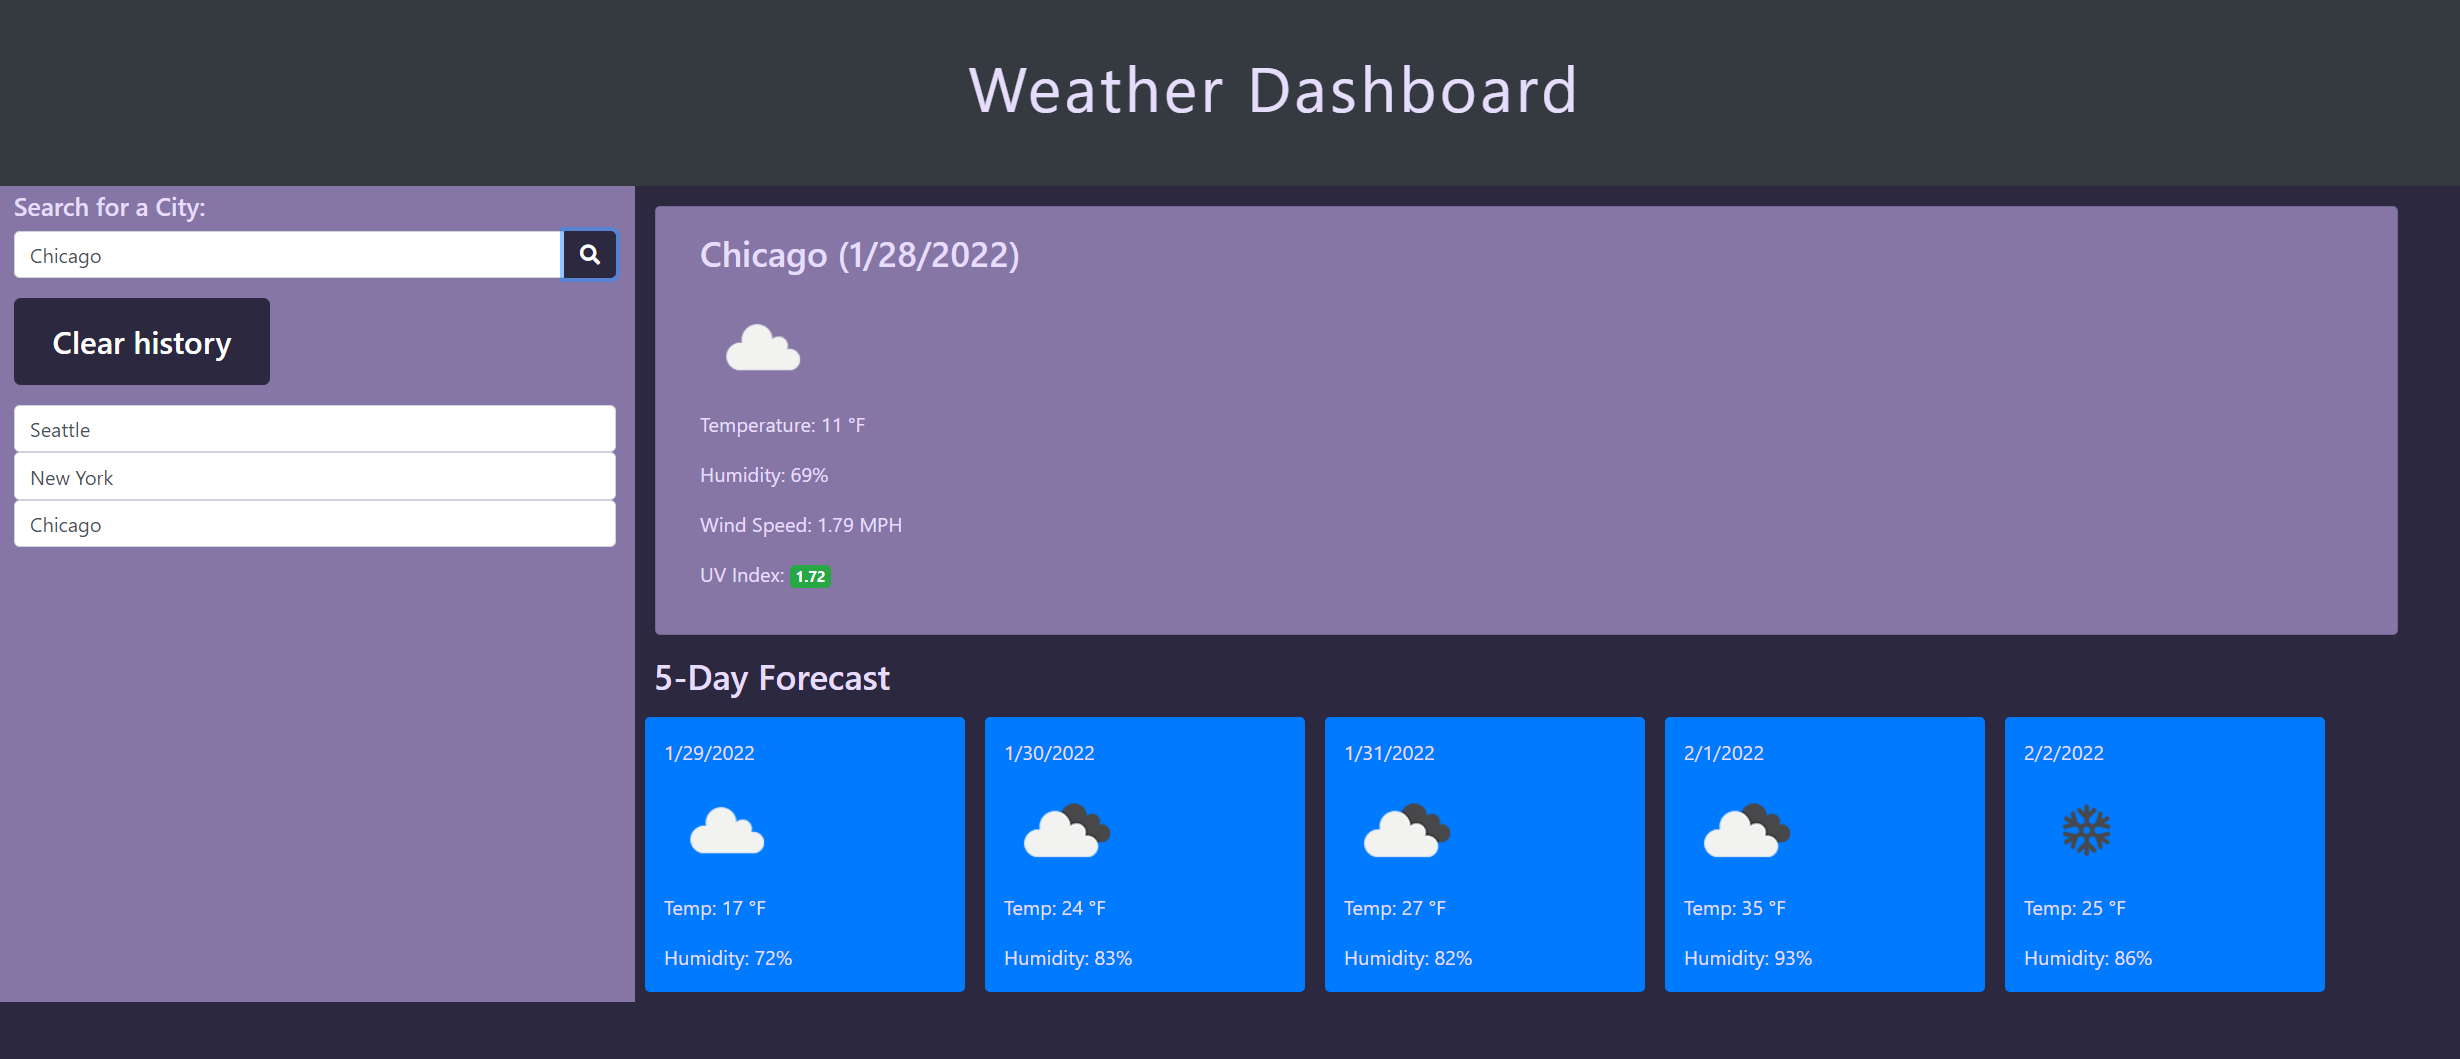 Weather Dashboard
Search for a City:
Chicago
Clear history
Seattle
New York
Chicago
Chicago (1/28/2022)
Temperature: 11 °F
Humidity: 69%
Wind Speed: 1.79 MPH
UV Index: 1.72
5-Day Forecast
1/29/2022
Temp: 17 °F
Humidity: 72%
1/30/2022
Temp: 24 °F
Humidity: 83%
1/31/2022
Temp: 27 °F
Humidity: 82%
2/1/2022
Temp: 35 °F
Humidity: 93%
2/2/2022
Temp: 25 °F
Humidity: 86%